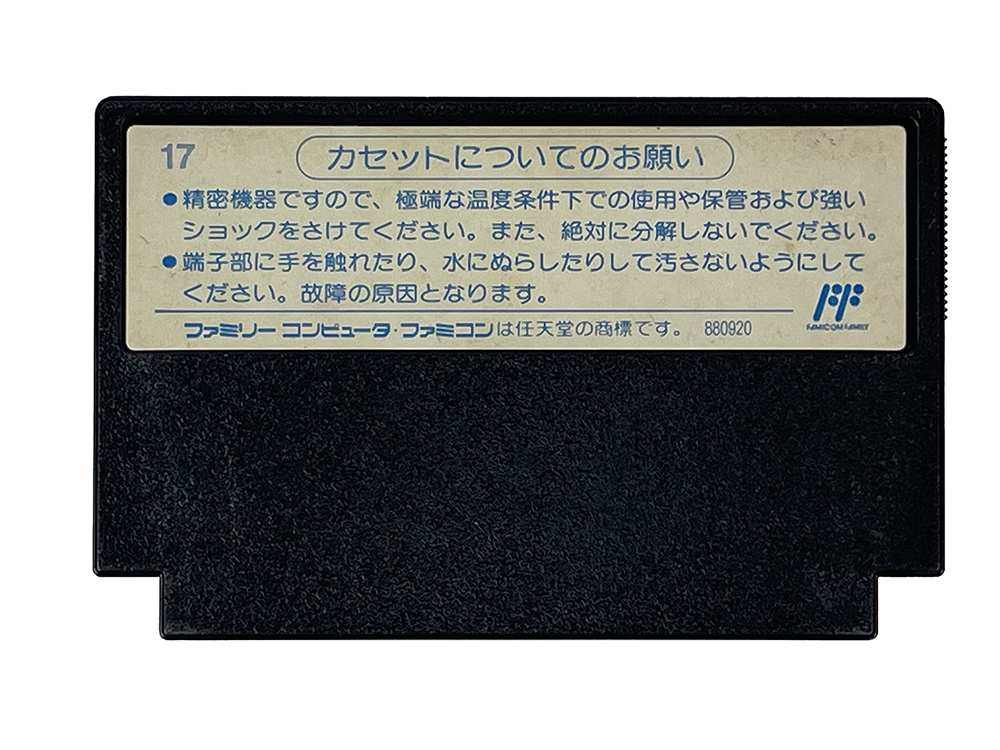 17
カセットについてのお願い
●精密機器ですので、極端な温度条件下での使用や保管および強い
ショックをさけてください。また、絶対に分解しないでください。
●端子部に手を触れたり、水にぬらしたりして汚さないようにして
ください。故障の原因となります。
FF
FAMICOM FAMILY
ファミリー コンピュータ・ファミコンは任天堂の商標です。 880920